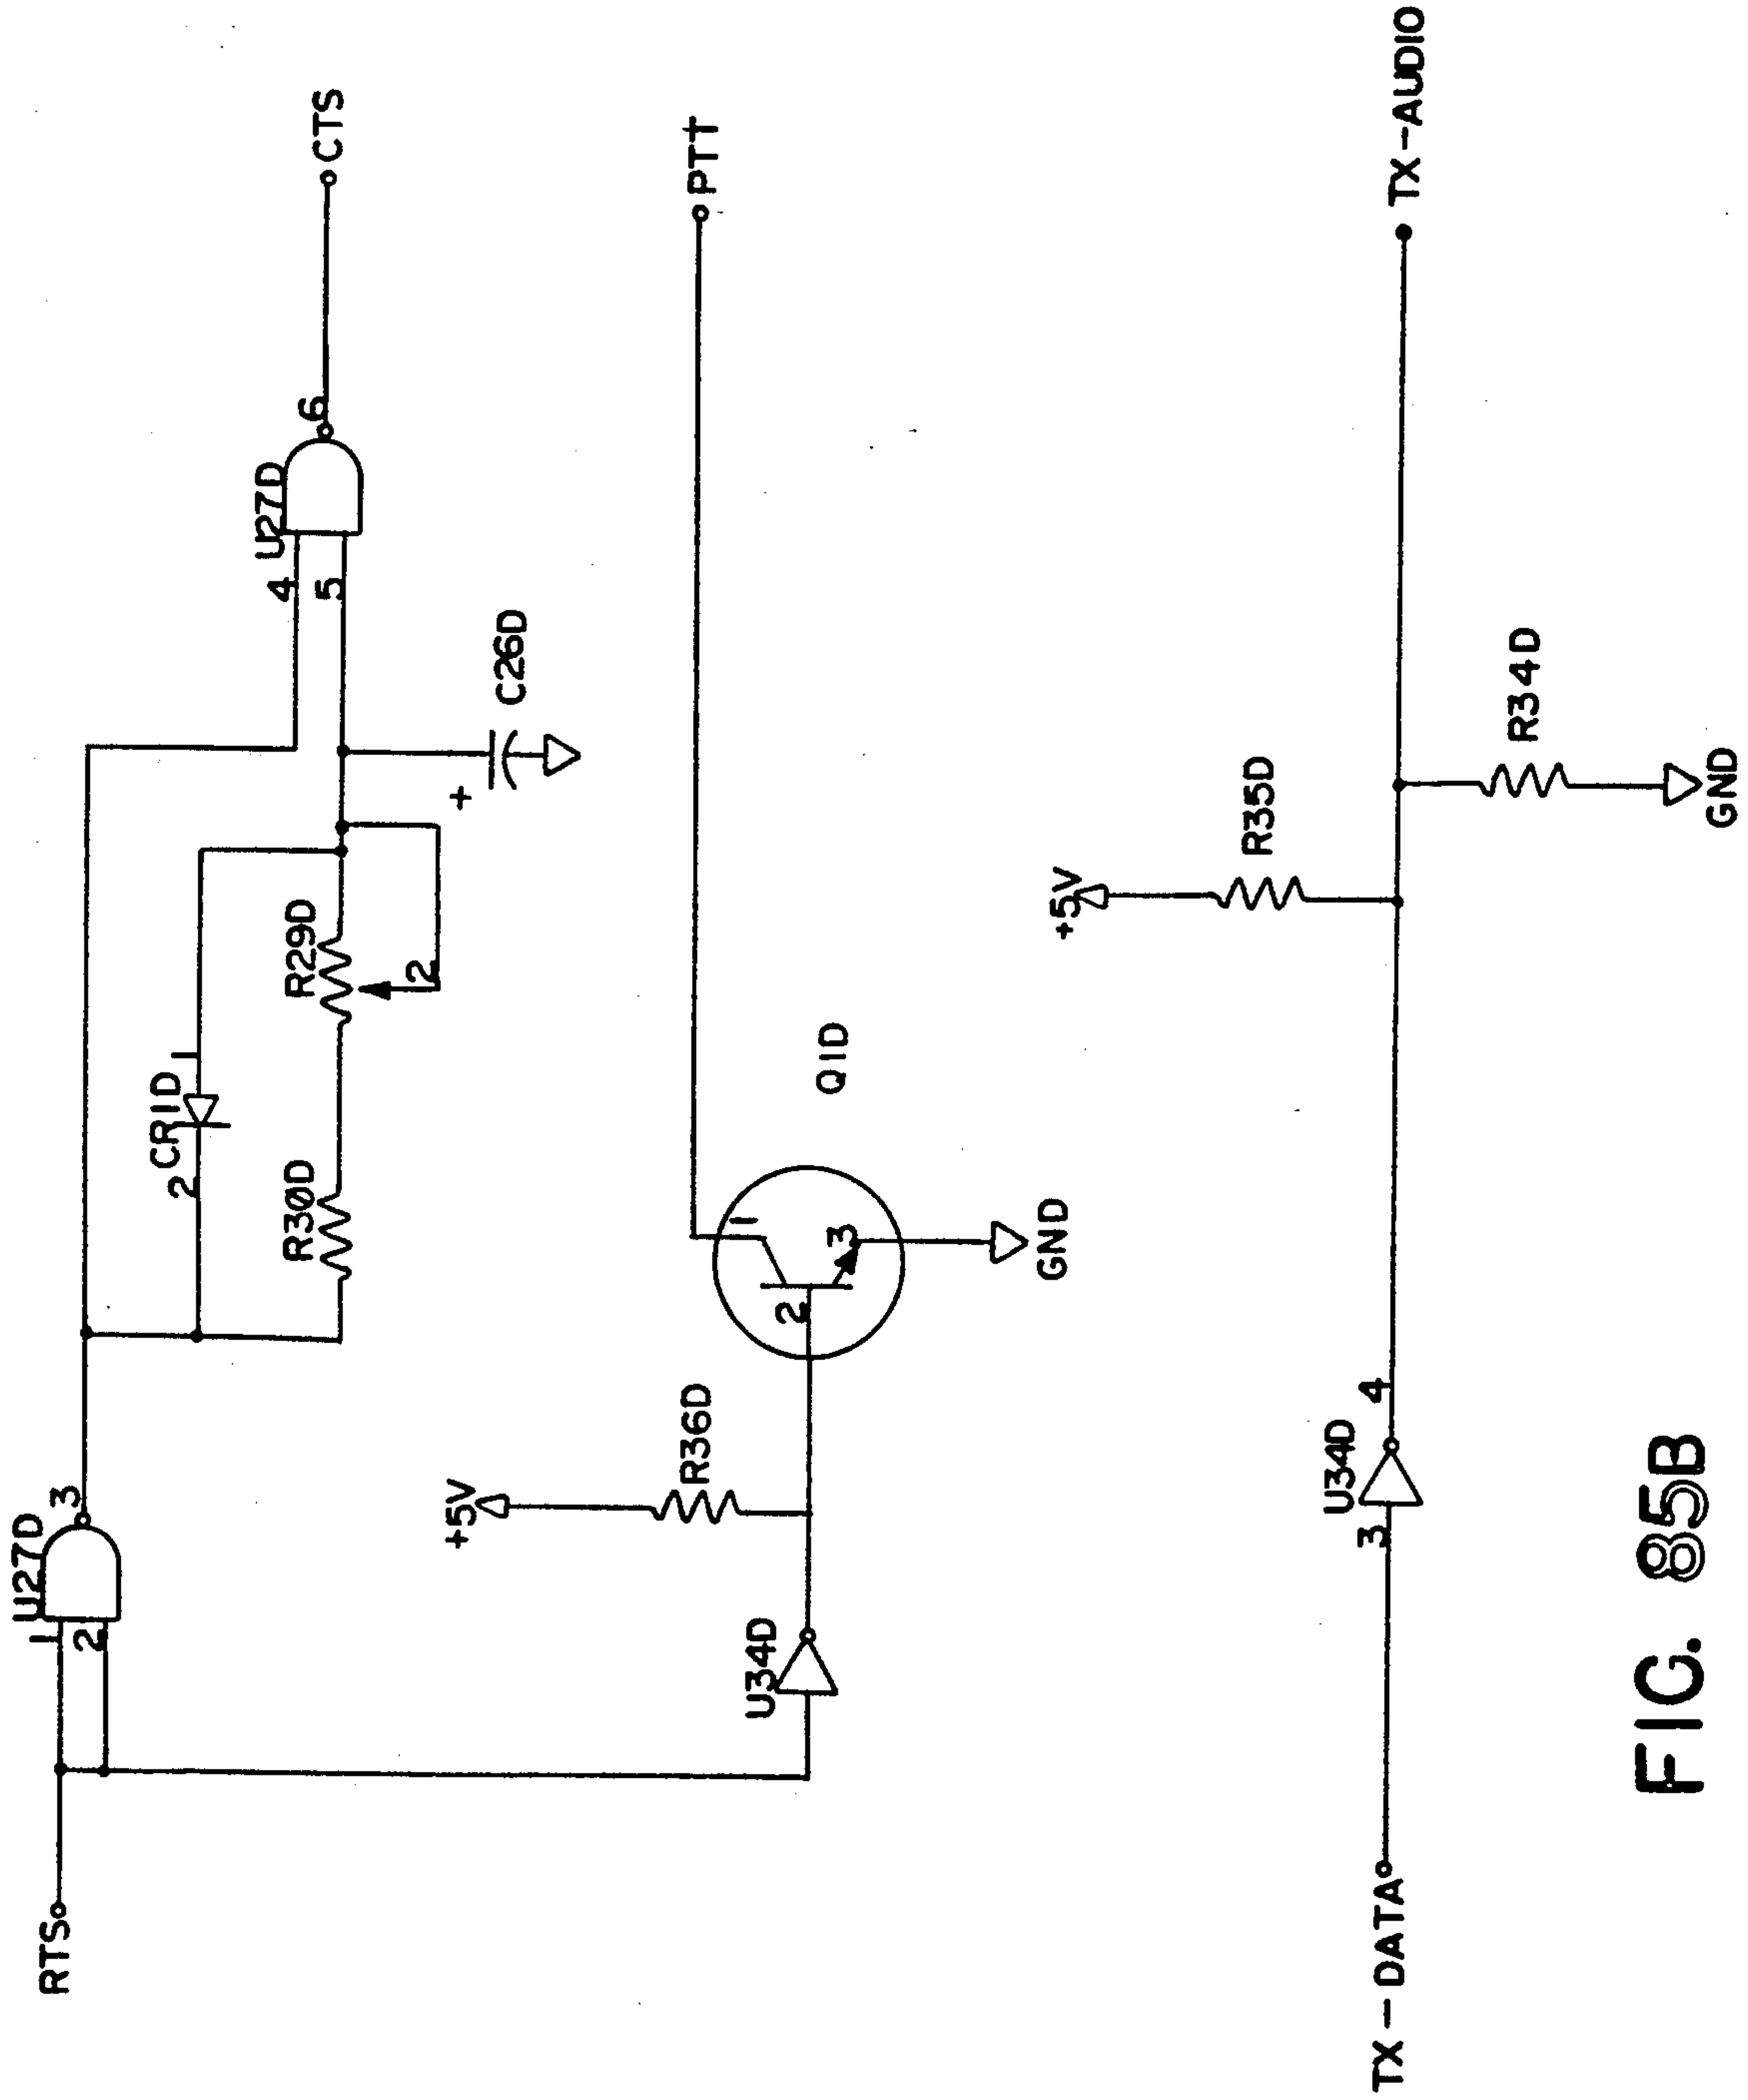 U27D
1
2
3
RTS
CR1D
2
1
R30D
R29D
2
+
C26D
U27D
4
5
6
CTS
+5V
R36D
U34D
2
1
3
Q1D
GND
PTT
TX-DATA
3
U34D
4
+5V
R35D
R34D
GND
TX-AUDIO
FIG. 85B